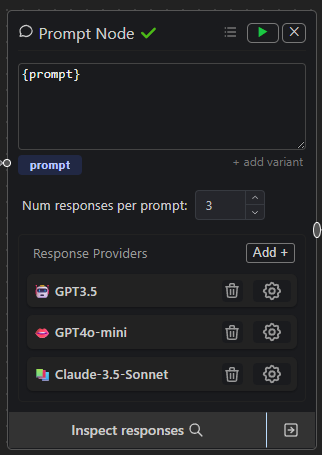 Prompt Node
{prompt}
prompt
+ add variant
Num responses per prompt: 3
Response Providers
Add +
GPT3.5
GPT4o-mini
Claude-3.5-Sonnet
Inspect responses